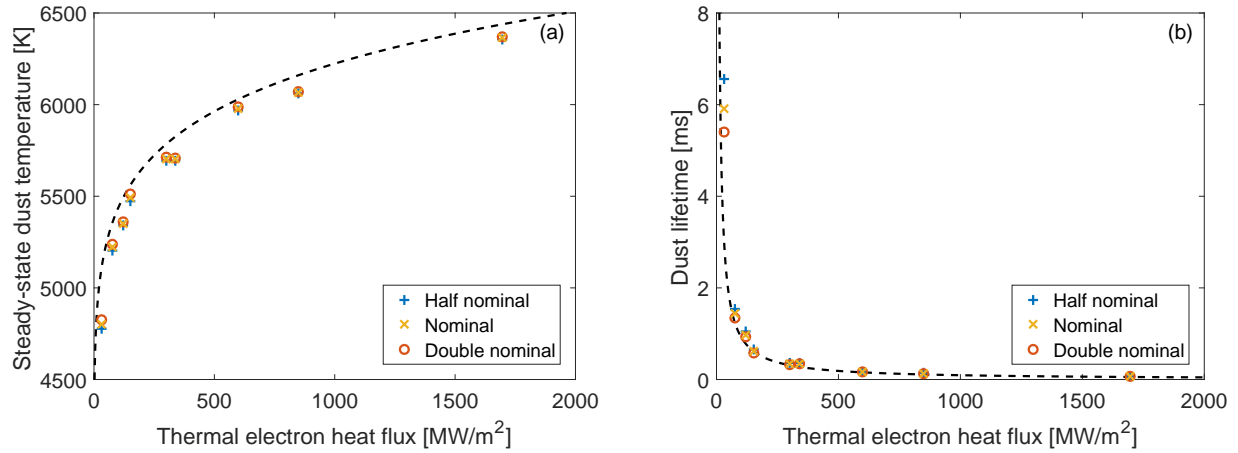 (a)
Steady-state dust temperature [K]
6500
6000
5500
5000
4500
Half nominal
Nominal
Double nominal
0 500 1000 1500 2000
Thermal electron heat flux [MW/m²]
(b)
Dust lifetime [ms]
8
6
4
2
0
Half nominal
Nominal
Double nominal
0 500 1000 1500 2000
Thermal electron heat flux [MW/m²]